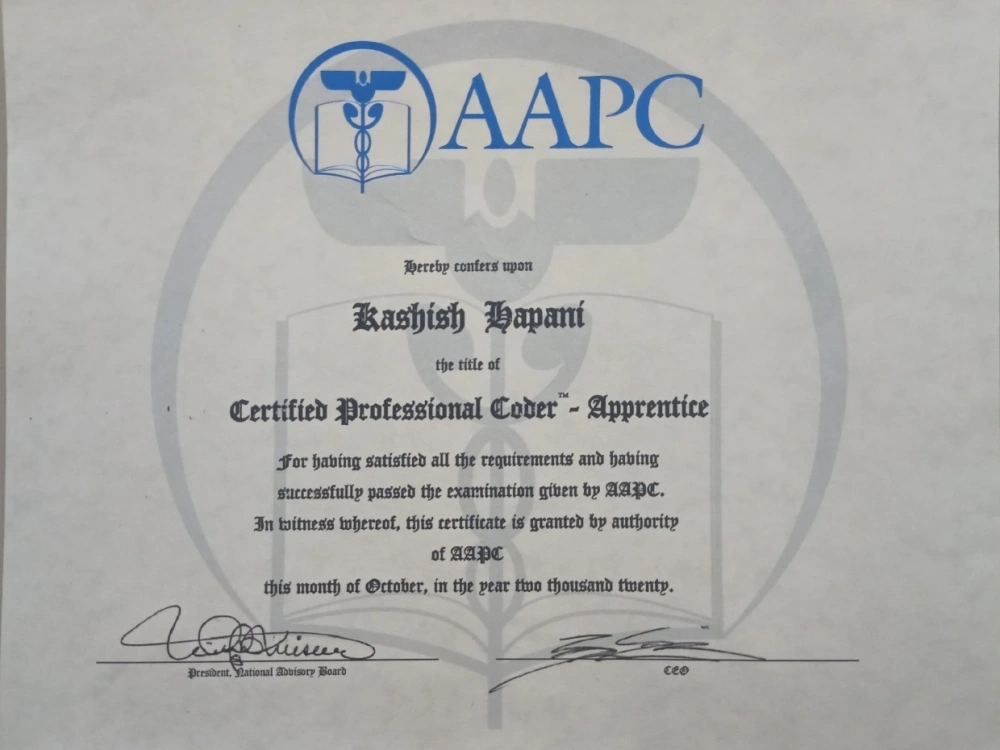 AAPC
Hereby confers upon
Kashish Hapani
the title of
Certified Professional Coder™ - Apprentice
For having satisfied all the requirements and having
successfully passed the examination given by AAPC.
In witness whereof, this certificate is granted by authority
of AAPC
this month of October, in the year two thousand twenty.
President, National Advisory Board
CEO